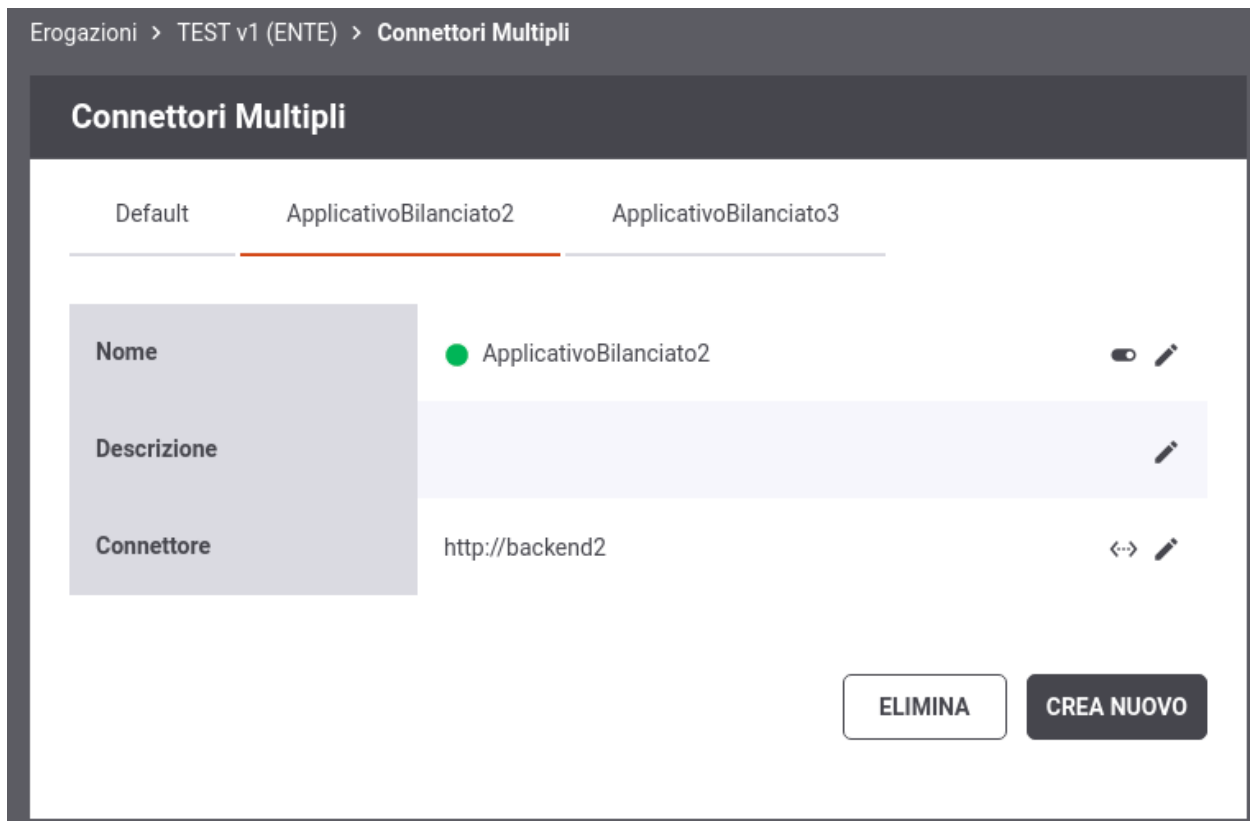 Erogazioni > TEST v1 (ENTE) > Connettori Multipli
Connettori Multipli
Default ApplicativoBilanciato2 ApplicativoBilanciato3
Nome ApplicativoBilanciato2
Descrizione
Connettore http://backend2
ELIMINA CREA NUOVO